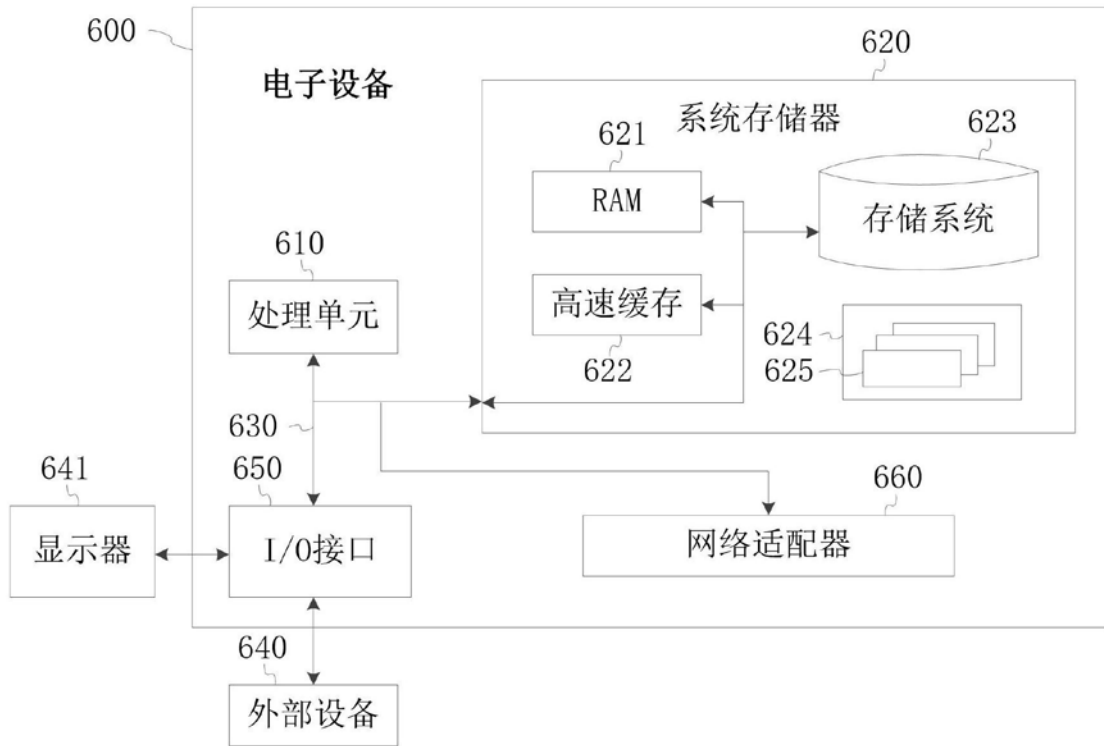 600
620
电子设备
系统存储器
621
623
RAM
存储系统
610
处理单元
高速缓存
622
624
625
630
641
650
660
显示器
I/O接口
网络适配器
640
外部设备